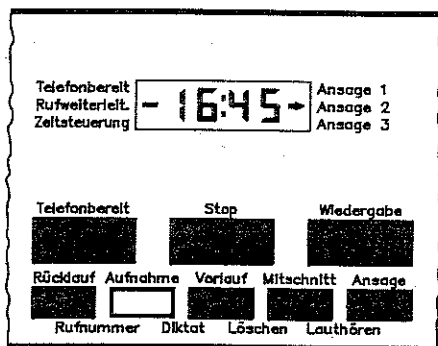 Telefonbereit
Rufweiterleit.
Zeitsteuerung
- 16:45 →
Ansage 1
Ansage 2
Ansage 3
Telefonbereit Stop Wiedergabe
Rücklauf Aufnahme Vorlauf Mitschnitt Ansage
Rufnummer Diktat Löschen Lauthören